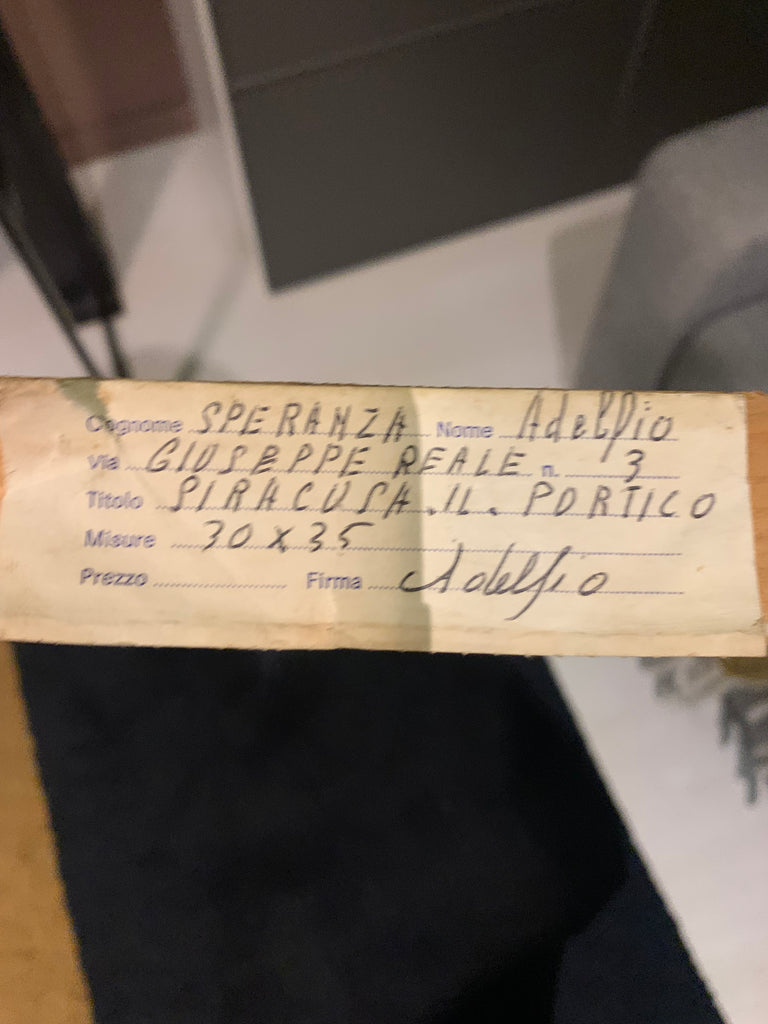 Cognome SPERANZA Nome Adelfio
Via GIUSEPPE REALE n. 3
Titolo SIRACUSA. IL. PORTICO
Misure 30 x 35
Prezzo Firma Adelfio